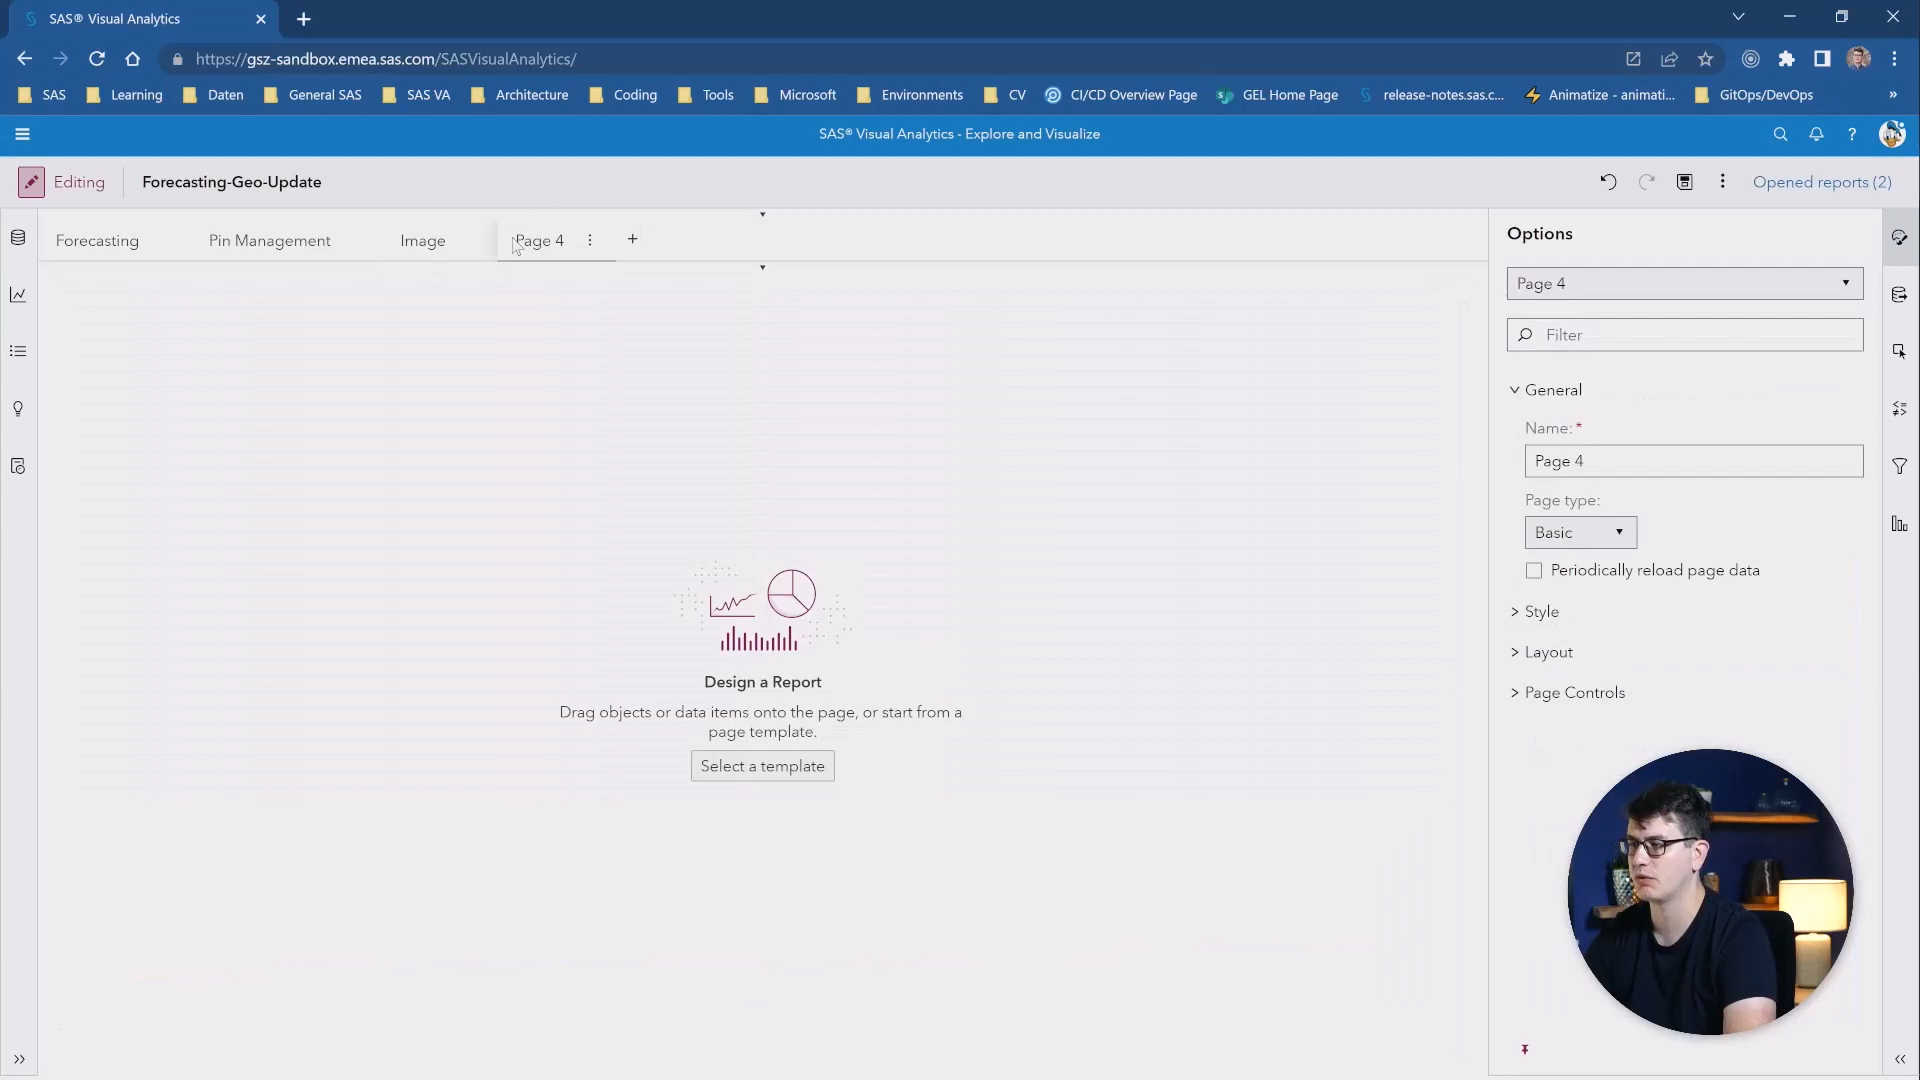 SAS® Visual Analytics
https://gsz-sandbox.emea.sas.com/SASVisualAnalytics/
SAS
Learning
Daten
General SAS
SAS VA
Architecture
Coding
Tools
Microsoft
Environments
CV
CI/CD Overview Page
GEL Home Page
release-notes.sas.c...
Animatize - animati...
GitOps/DevOps
SAS® Visual Analytics - Explore and Visualize
Editing
Forecasting-Geo-Update
Opened reports (2)
Forecasting
Pin Management
Image
Page 4
Options
Page 4
Filter
General
Name: *
Page 4
Page type:
Basic
Periodically reload page data
Style
Layout
Page Controls
Design a Report
Drag objects or data items onto the page, or start from a
page template.
Select a template